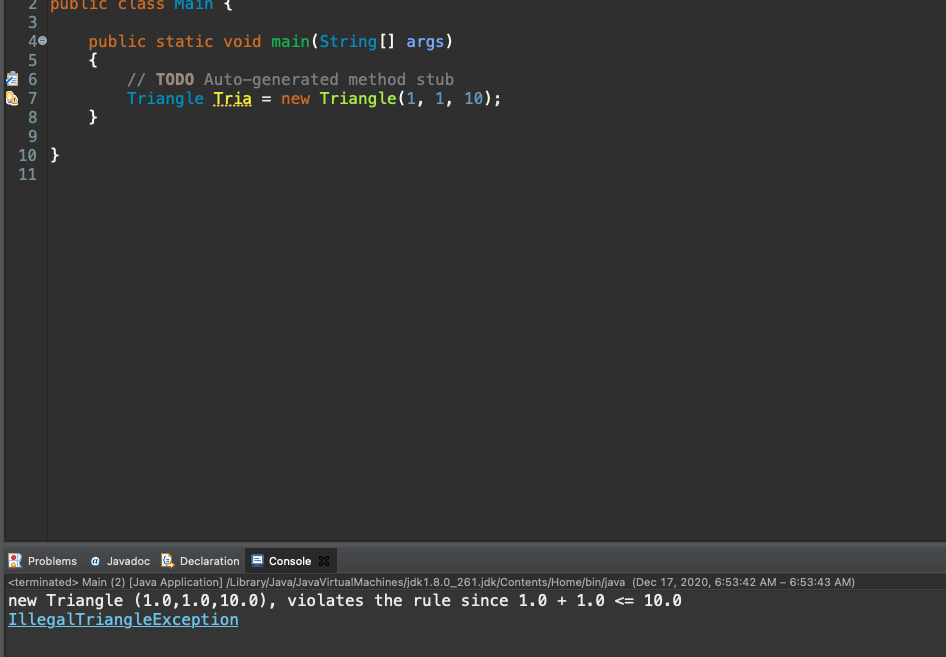 2 public class Main {
3
4 public static void main(String[] args)
5 {
6 // TODO Auto-generated method stub
7 Triangle Tria = new Triangle(1, 1, 10);
8 }
9
10 }
11
Problems @ Javadoc Declaration Console
<terminated> Main (2) [Java Application] /Library/Java/JavaVirtualMachines/jdk1.8.0_261.jdk/Contents/Home/bin/java (Dec 17, 2020, 6:53:42 AM – 6:53:43 AM)
new Triangle (1.0,1.0,10.0), violates the rule since 1.0 + 1.0 <= 10.0
IllegalTriangleException